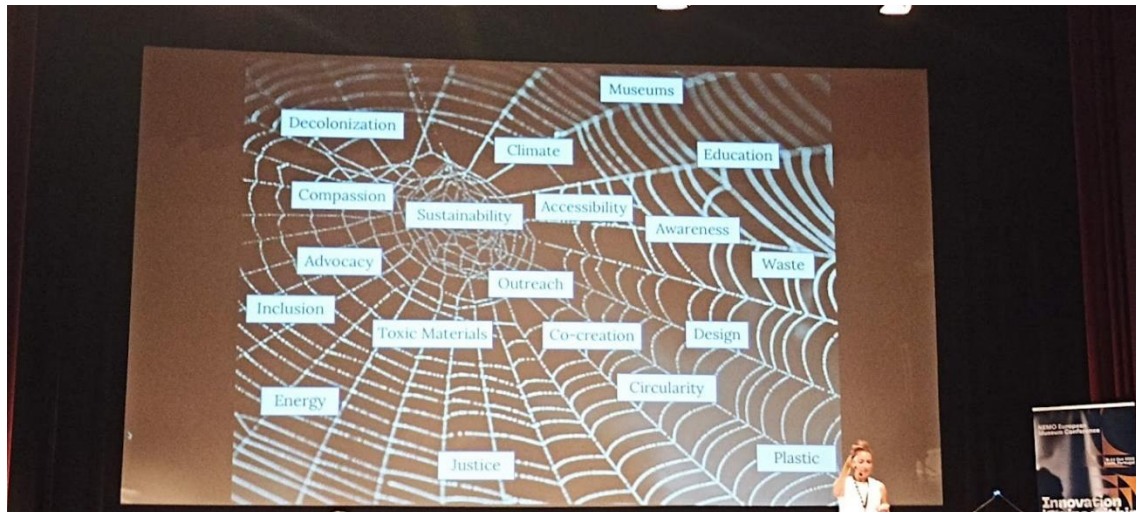 Museums
Decolonization
Climate
Education
Compassion
Sustainability
Accessibility
Awareness
Advocacy
Outreach
Waste
Inclusion
Toxic Materials
Co-creation
Design
Circularity
Energy
Justice
Plastic
NEMO European
Museum Conference
Innovation